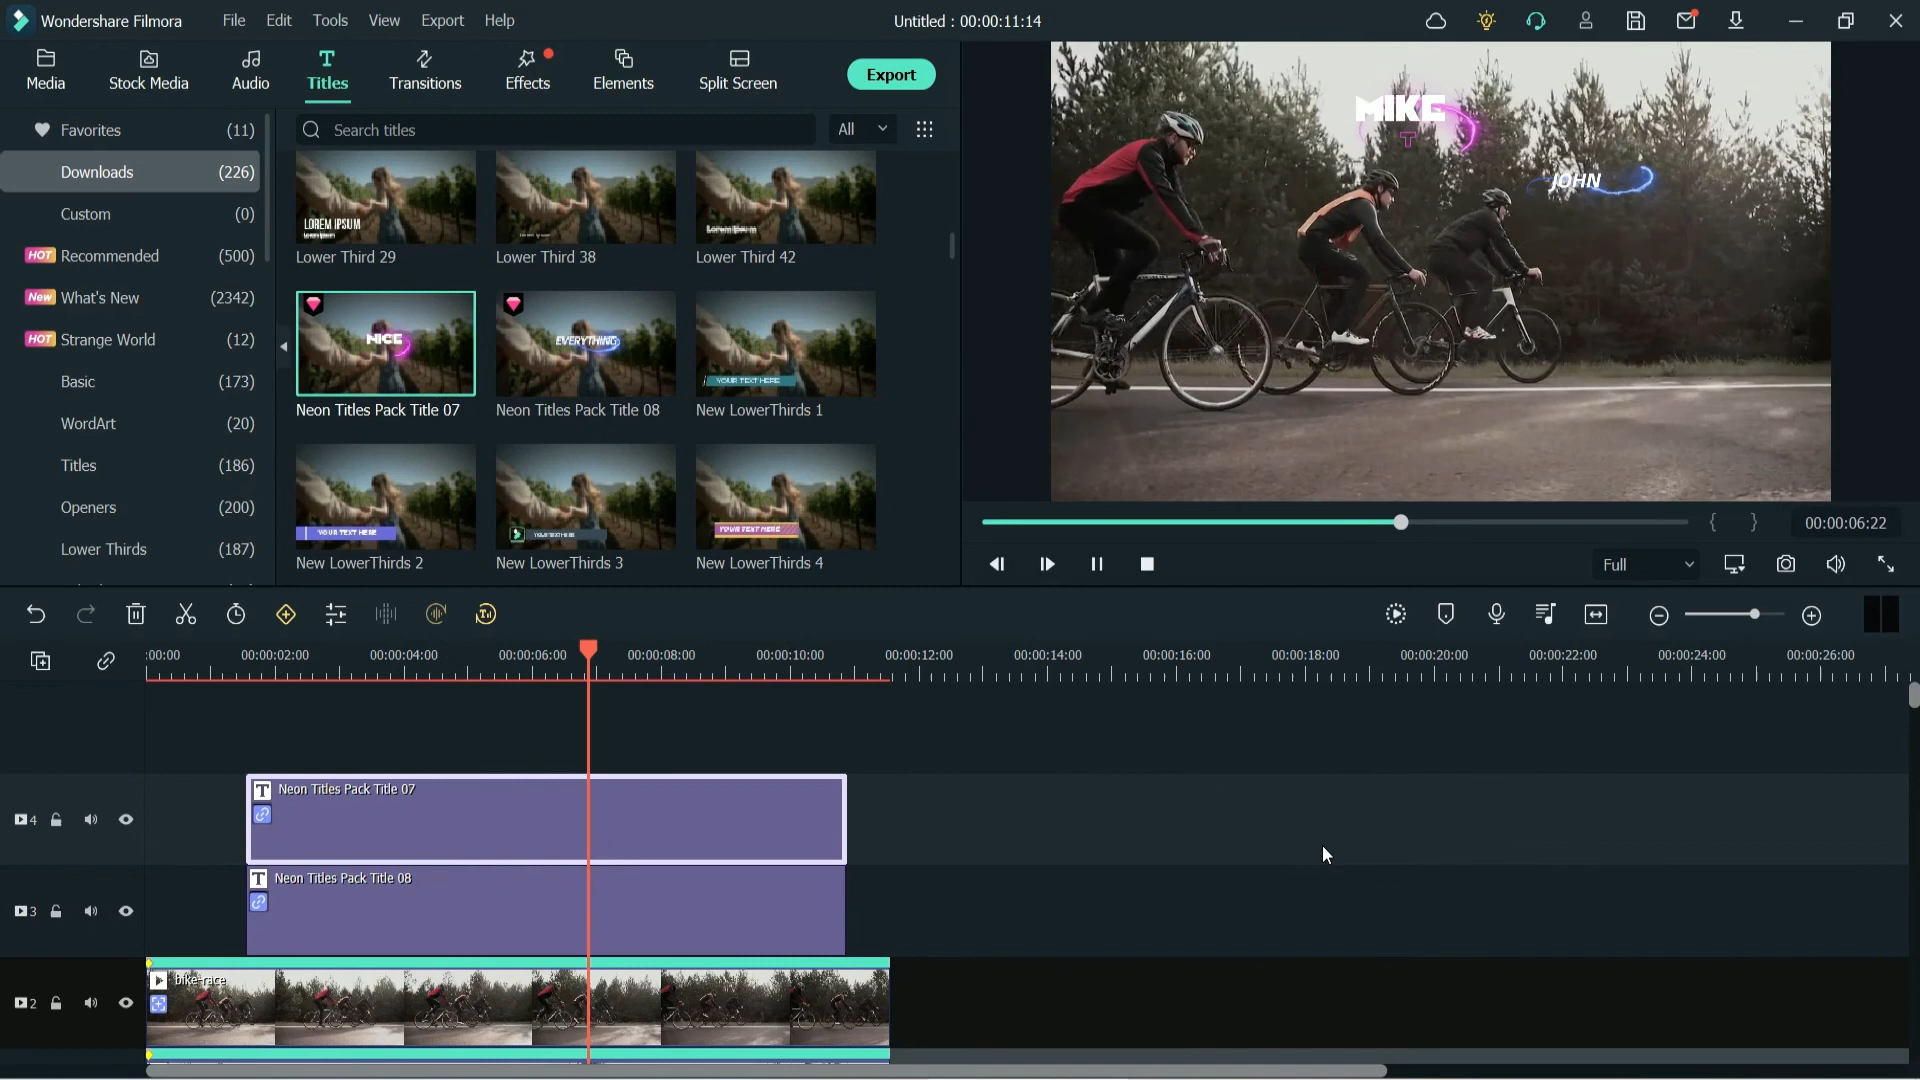 Wondershare Filmora
File Edit Tools View Export Help
Untitled : 00:00:11:14
Media Stock Media Audio Titles Transitions Effects Elements Split Screen
Export
Favorites (11)
Downloads (226)
Custom (0)
HOT Recommended (500)
New What's New (2342)
HOT Strange World (12)
Basic (173)
WordArt (20)
Titles (186)
Openers (200)
Lower Thirds (187)
Search titles
All
LOREM IPSUM
Lower Third 29 Lower Third 38 Lower Third 42
NICE
EVERYTHING
YOUR TEXT HERE
Neon Titles Pack Title 07 Neon Titles Pack Title 08 New LowerThirds 1
YOUR TEXT HERE
YOUR TEXT HERE
YOUR TEXT HERE
New LowerThirds 2 New LowerThirds 3 New LowerThirds 4
MIKE
T
JOHN
00:00:06:22
Full
:00:00 00:00:02:00 00:00:04:00 00:00:06:00 00:00:08:00 00:00:10:00 00:00:12:00 00:00:14:00 00:00:16:00 00:00:18:00 00:00:20:00 00:00:22:00 00:00:24:00 00:00:26:00
4
T Neon Titles Pack Title 07
3
T Neon Titles Pack Title 08
2
bike-race